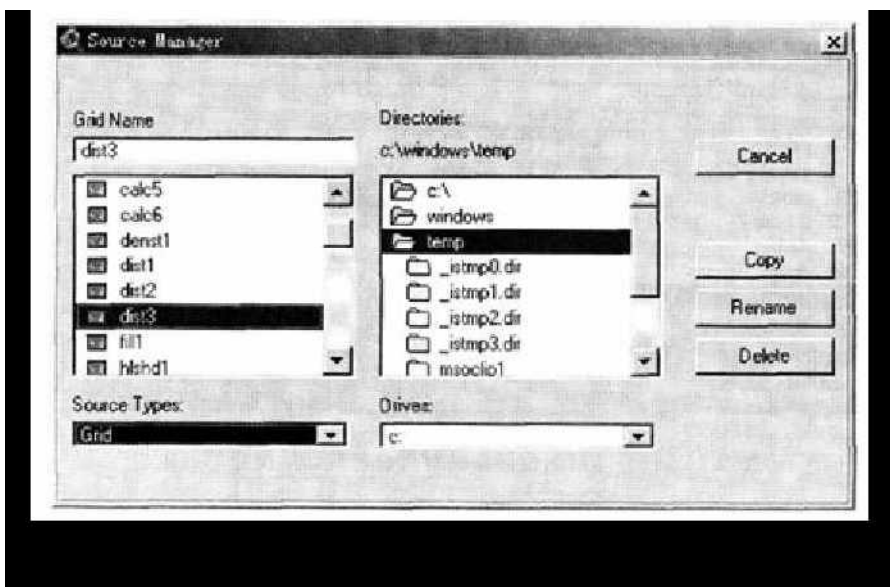 Source Manager
Grid Name
dist3
calc5
calc6
denst1
dist1
dist2
dist3
fill1
hlshd1
Source Types:
Grid
Directories:
c:\windows\temp
c:\
windows
temp
_istmp0.dir
_istmp1.dir
_istmp2.dir
_istmp3.dir
msoclio1
Drives:
c:
Cancel
Copy
Rename
Delete